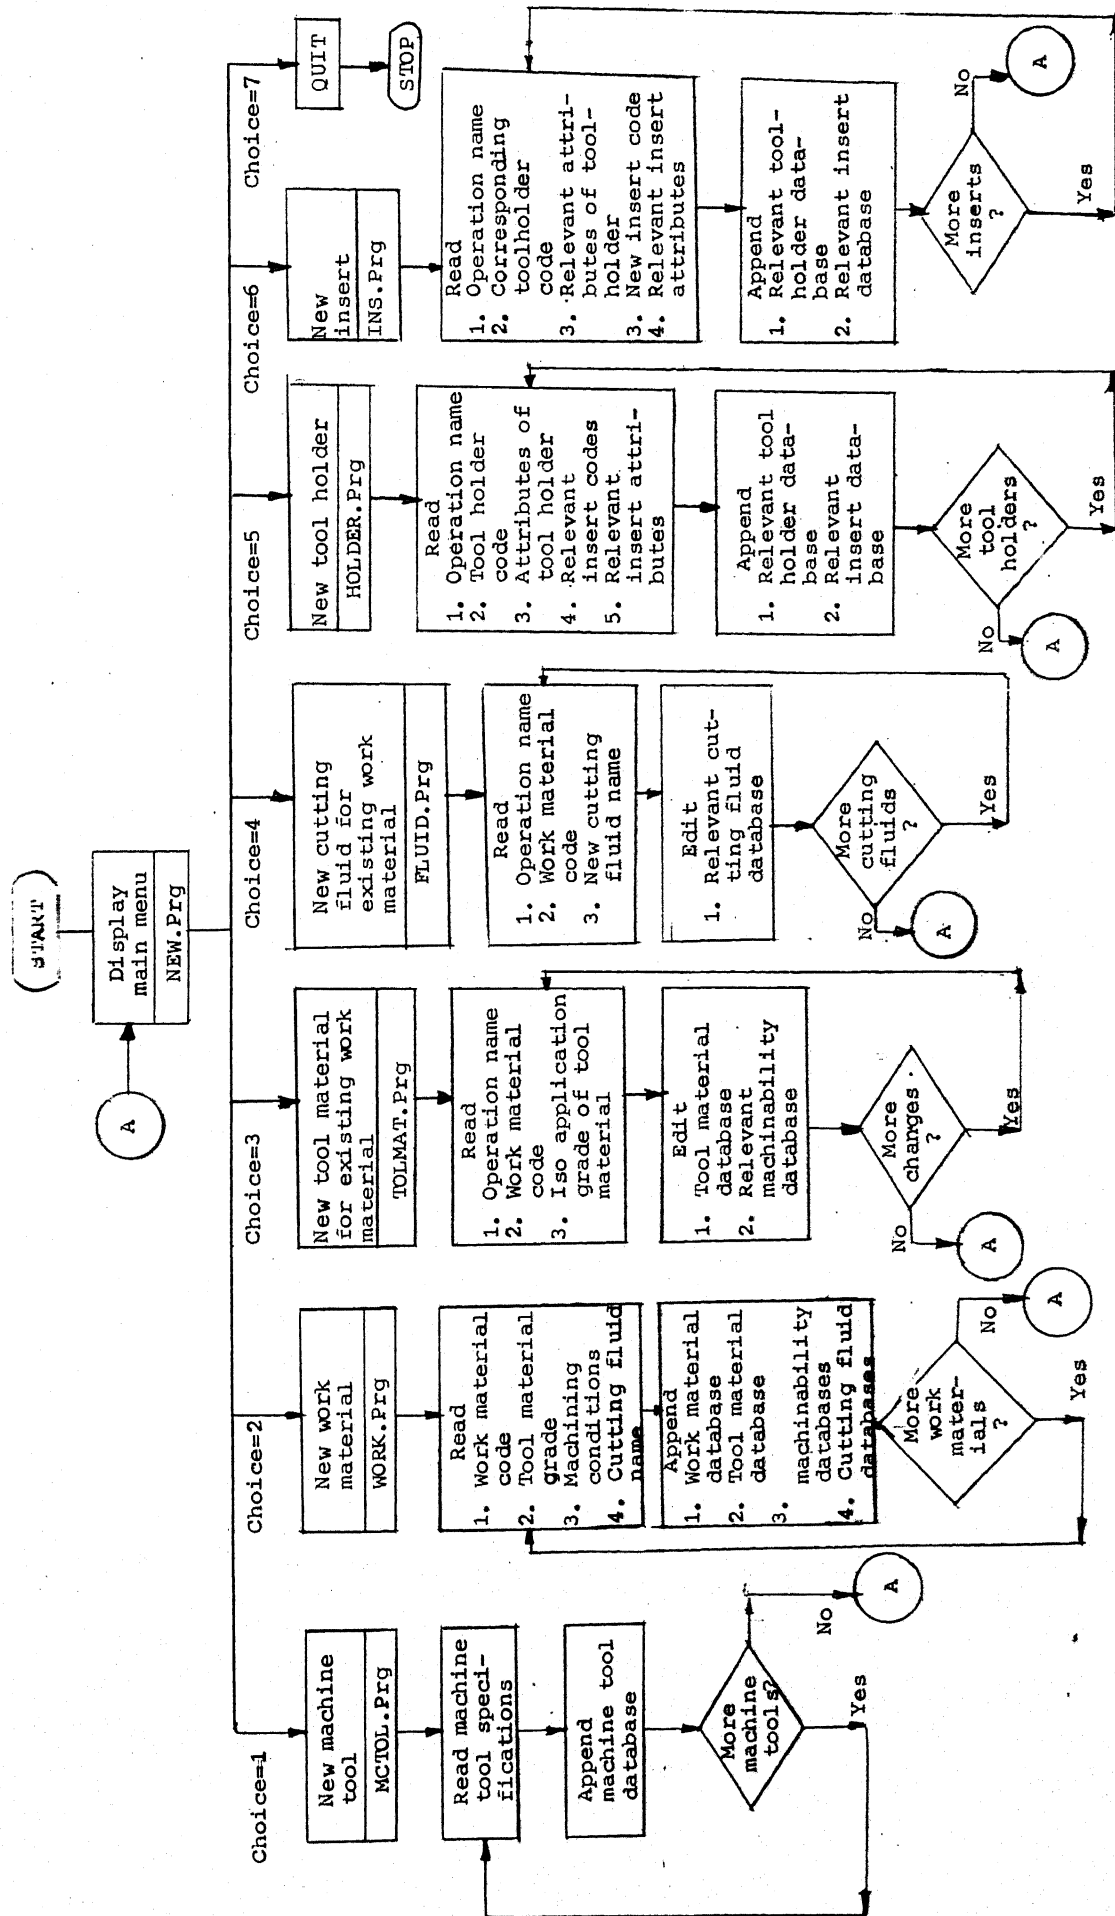 START
Display
main menu
NEW.Prg
A
Choice=1
New machine
tool
MCTOL.Prg
Read machine
tool speci-
fications
Append
machine tool
database
More
machine
tools?
No
A
Yes
Choice=2
New work
material
WORK.Prg
Read
1. Work material
code
2. Tool material
grade
3. Machining
conditions
4. Cutting fluid
name
Append
1. Work material
database
2. Tool material
database
3.
machinability
databases
4. Cutting fluid
databases
More
work
mater-
ials
?
No
A
Yes
Choice=3
New tool material
for existing work
material
TOLMAT.Prg
Read
1. Operation name
2. Work material
code
3. Iso application
grade of tool
material
Edit
1. Tool material
database
2. Relevant
machinability
database
More
changes.
?
No
A
Yes
Choice=4
New cutting
fluid for
existing work
material
FLUID.Prg
Read
1. Operation name
2. Work material
code
3. New cutting
fluid name
Edit
1. Relevant cut-
ting fluid
database
More
cutting
fluids
?
No
A
Yes
Choice=5
New tool holder
HOLDER.Prg
Read
1. Operation name
2. Tool holder
code
3. Attributes of
tool holder
4. Relevant
insert codes
5. Relevant
insert attri-
butes
Append
1. Relevant tool
holder data-
base
2. Relevant
insert data-
base
More
tool
holders
?
No
A
Yes
Choice=6
New
insert
INS.Prg
Read
1. Operation name
2. Corresponding
toolholder
code
3. Relevant attri-
butes of tool-
holder
3. New insert code
4. Relevant insert
attributes
Append
1. Relevant tool-
holder data-
base
2. Relevant insert
database
More
inserts
?
No
A
Yes
Choice=7
QUIT
STOP